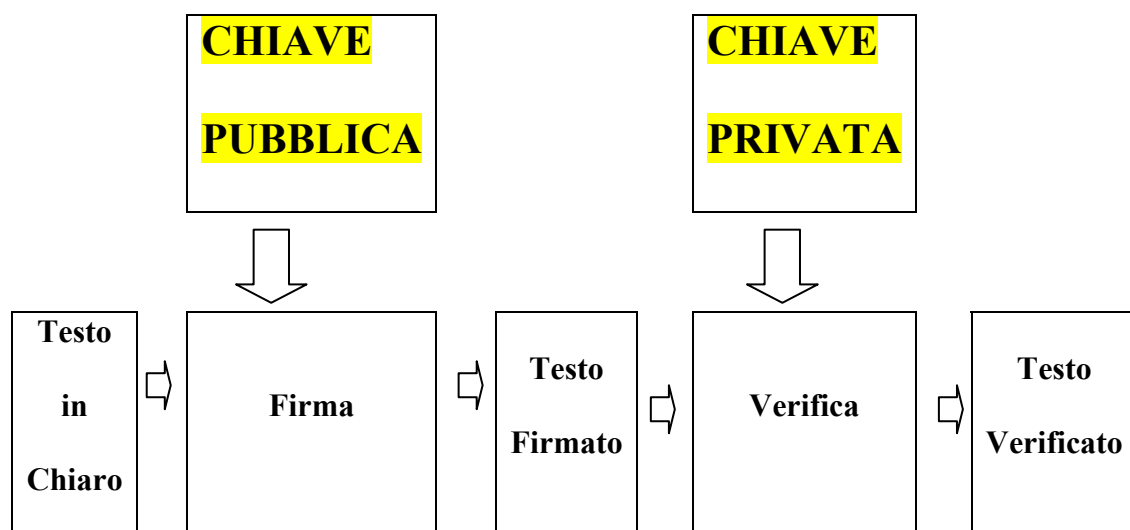 CHIAVE
PUBBLICA
CHIAVE
PRIVATA
Testo
in
Chiaro
Firma
Testo
Firmato
Verifica
Testo
Verificato